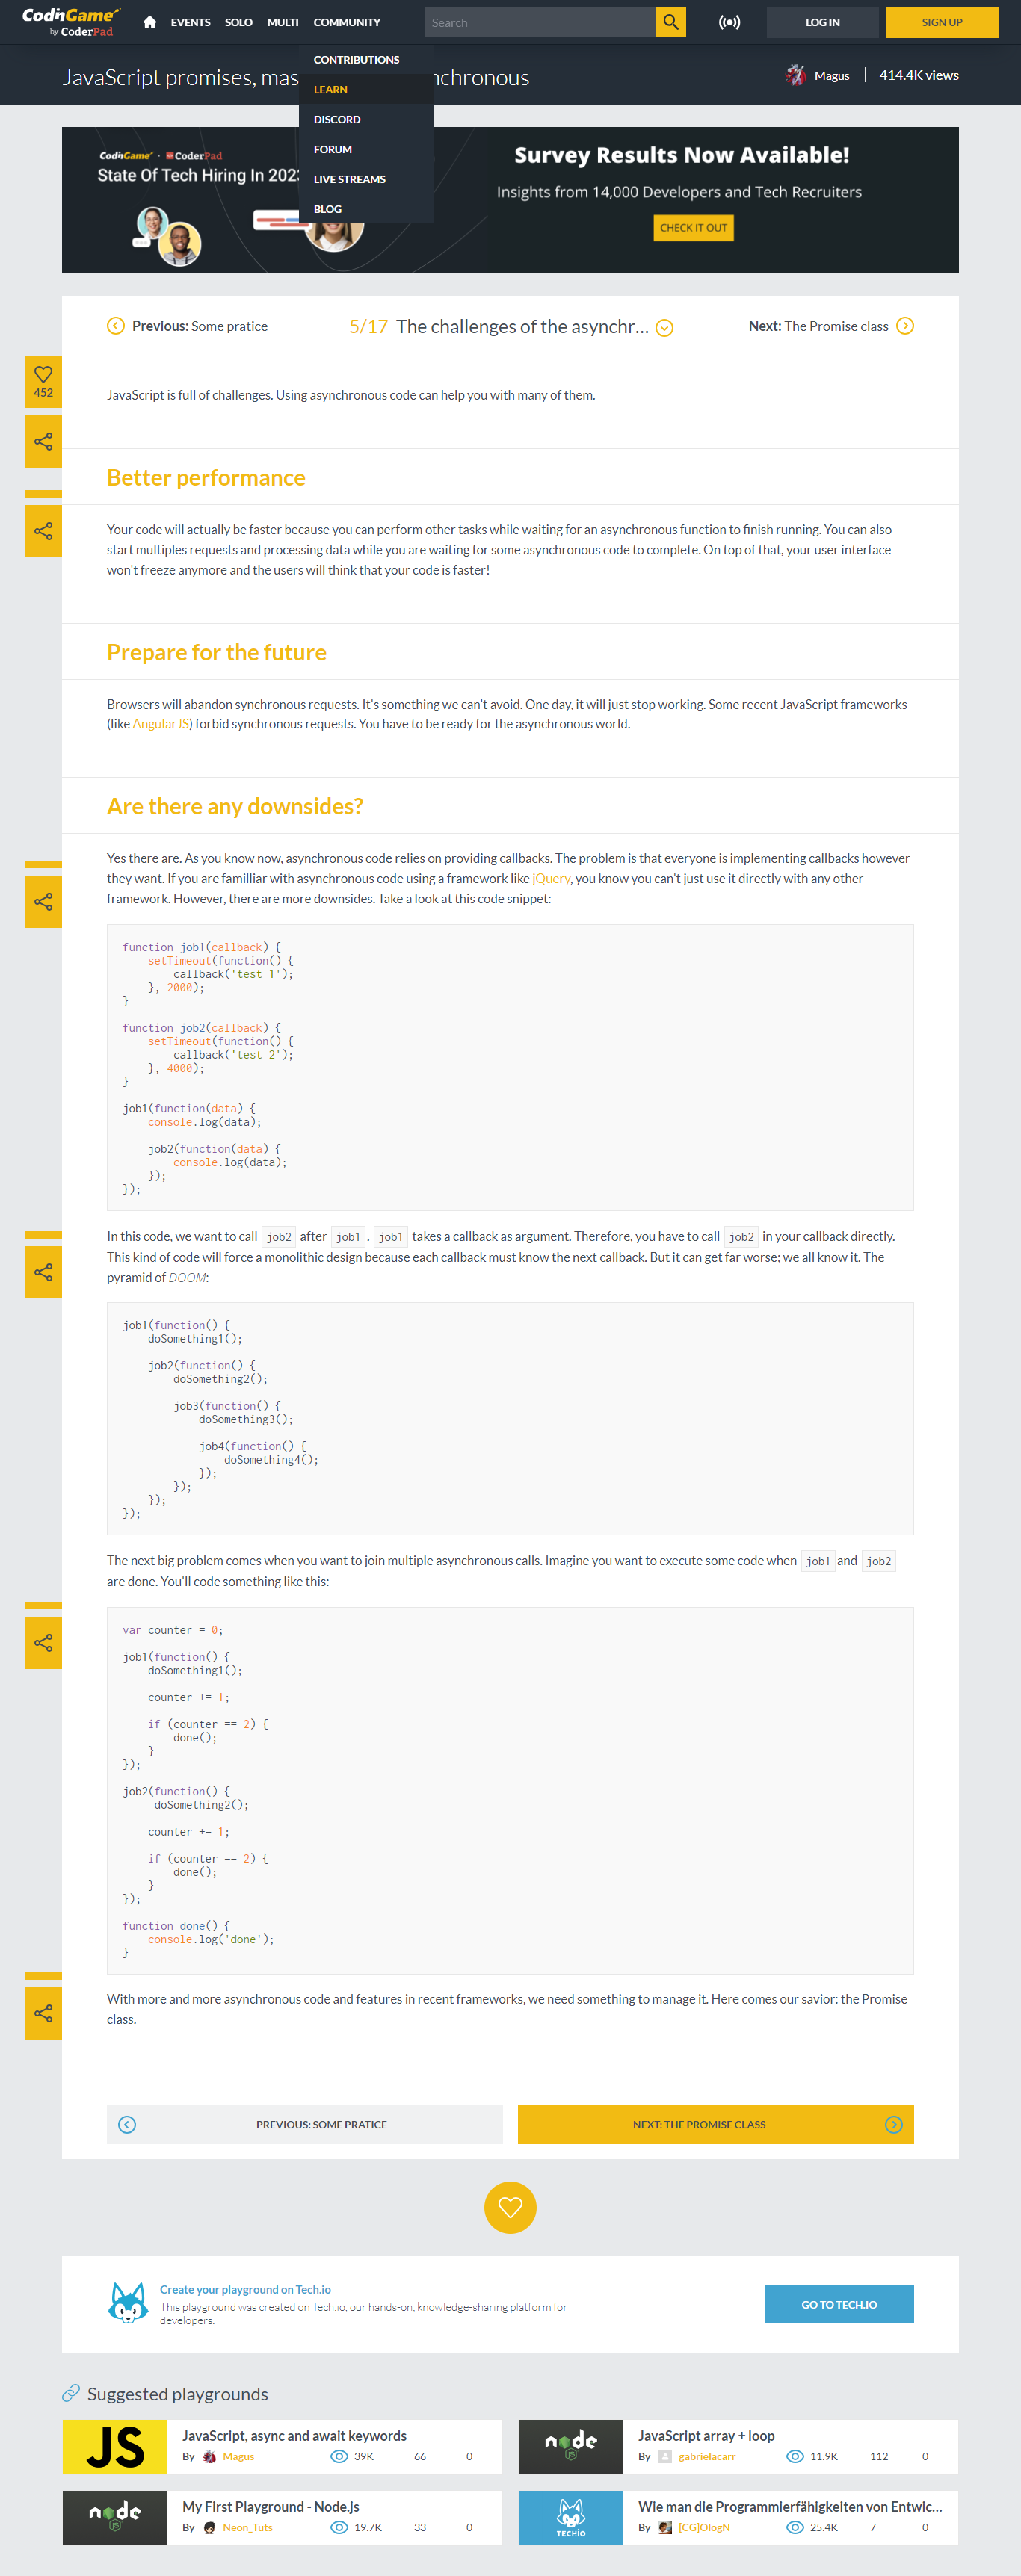 CodinGame
by CoderPad
EVENTS
SOLO
MULTI
COMMUNITY
Search
LOG IN
SIGN UP
CONTRIBUTIONS
LEARN
DISCORD
FORUM
LIVE STREAMS
BLOG
JavaScript promises, mas
nchronous
Magus
414.4K views
CodinGame · CoderPad
State Of Tech Hiring In 202
Survey Results Now Available!
Insights from 14,000 Developers and Tech Recruiters
CHECK IT OUT
Previous: Some pratice
5/17 The challenges of the asynchr...
Next: The Promise class
452
JavaScript is full of challenges. Using asynchronous code can help you with many of them.
Better performance
Your code will actually be faster because you can perform other tasks while waiting for an asynchronous function to finish running. You can also
start multiples requests and processing data while you are waiting for some asynchronous code to complete. On top of that, your user interface
won't freeze anymore and the users will think that your code is faster!
Prepare for the future
Browsers will abandon synchronous requests. It's something we can't avoid. One day, it will just stop working. Some recent JavaScript frameworks
(like AngularJS) forbid synchronous requests. You have to be ready for the asynchronous world.
Are there any downsides?
Yes there are. As you know now, asynchronous code relies on providing callbacks. The problem is that everyone is implementing callbacks however
they want. If you are familliar with asynchronous code using a framework like jQuery, you know you can't just use it directly with any other
framework. However, there are more downsides. Take a look at this code snippet:
function job1(callback) {
    setTimeout(function() {
        callback('test 1');
    }, 2000);
}
function job2(callback) {
    setTimeout(function() {
        callback('test 2');
    }, 4000);
}
job1(function(data) {
    console.log(data);
    job2(function(data) {
        console.log(data);
    });
});
In this code, we want to call job2 after job1 . job1 takes a callback as argument. Therefore, you have to call job2 in your callback directly.
This kind of code will force a monolithic design because each callback must know the next callback. But it can get far worse; we all know it. The
pyramid of DOOM:
job1(function() {
    doSomething1();
    job2(function() {
        doSomething2();
        job3(function() {
            doSomething3();
            job4(function() {
                doSomething4();
            });
        });
    });
});
The next big problem comes when you want to join multiple asynchronous calls. Imagine you want to execute some code when job1 and job2
are done. You'll code something like this:
var counter = 0;
job1(function() {
    doSomething1();
    counter += 1;
    if (counter == 2) {
        done();
    }
});
job2(function() {
     doSomething2();
    counter += 1;
    if (counter == 2) {
        done();
    }
});
function done() {
    console.log('done');
}
With more and more asynchronous code and features in recent frameworks, we need something to manage it. Here comes our savior: the Promise
class.
PREVIOUS: SOME PRATICE
NEXT: THE PROMISE CLASS
Create your playground on Tech.io
This playground was created on Tech.io, our hands-on, knowledge-sharing platform for
developers.
GO TO TECH.IO
Suggested playgrounds
JS
JavaScript, async and await keywords
By Magus 39K 66 0
node
JS
JavaScript array + loop
By gabrielacarr 11.9K 112 0
node
JS
My First Playground - Node.js
By Neon_Tuts 19.7K 33 0
TECH.IO
Wie man die Programmierfähigkeiten von Entwic...
By [CG]OlogN 25.4K 7 0